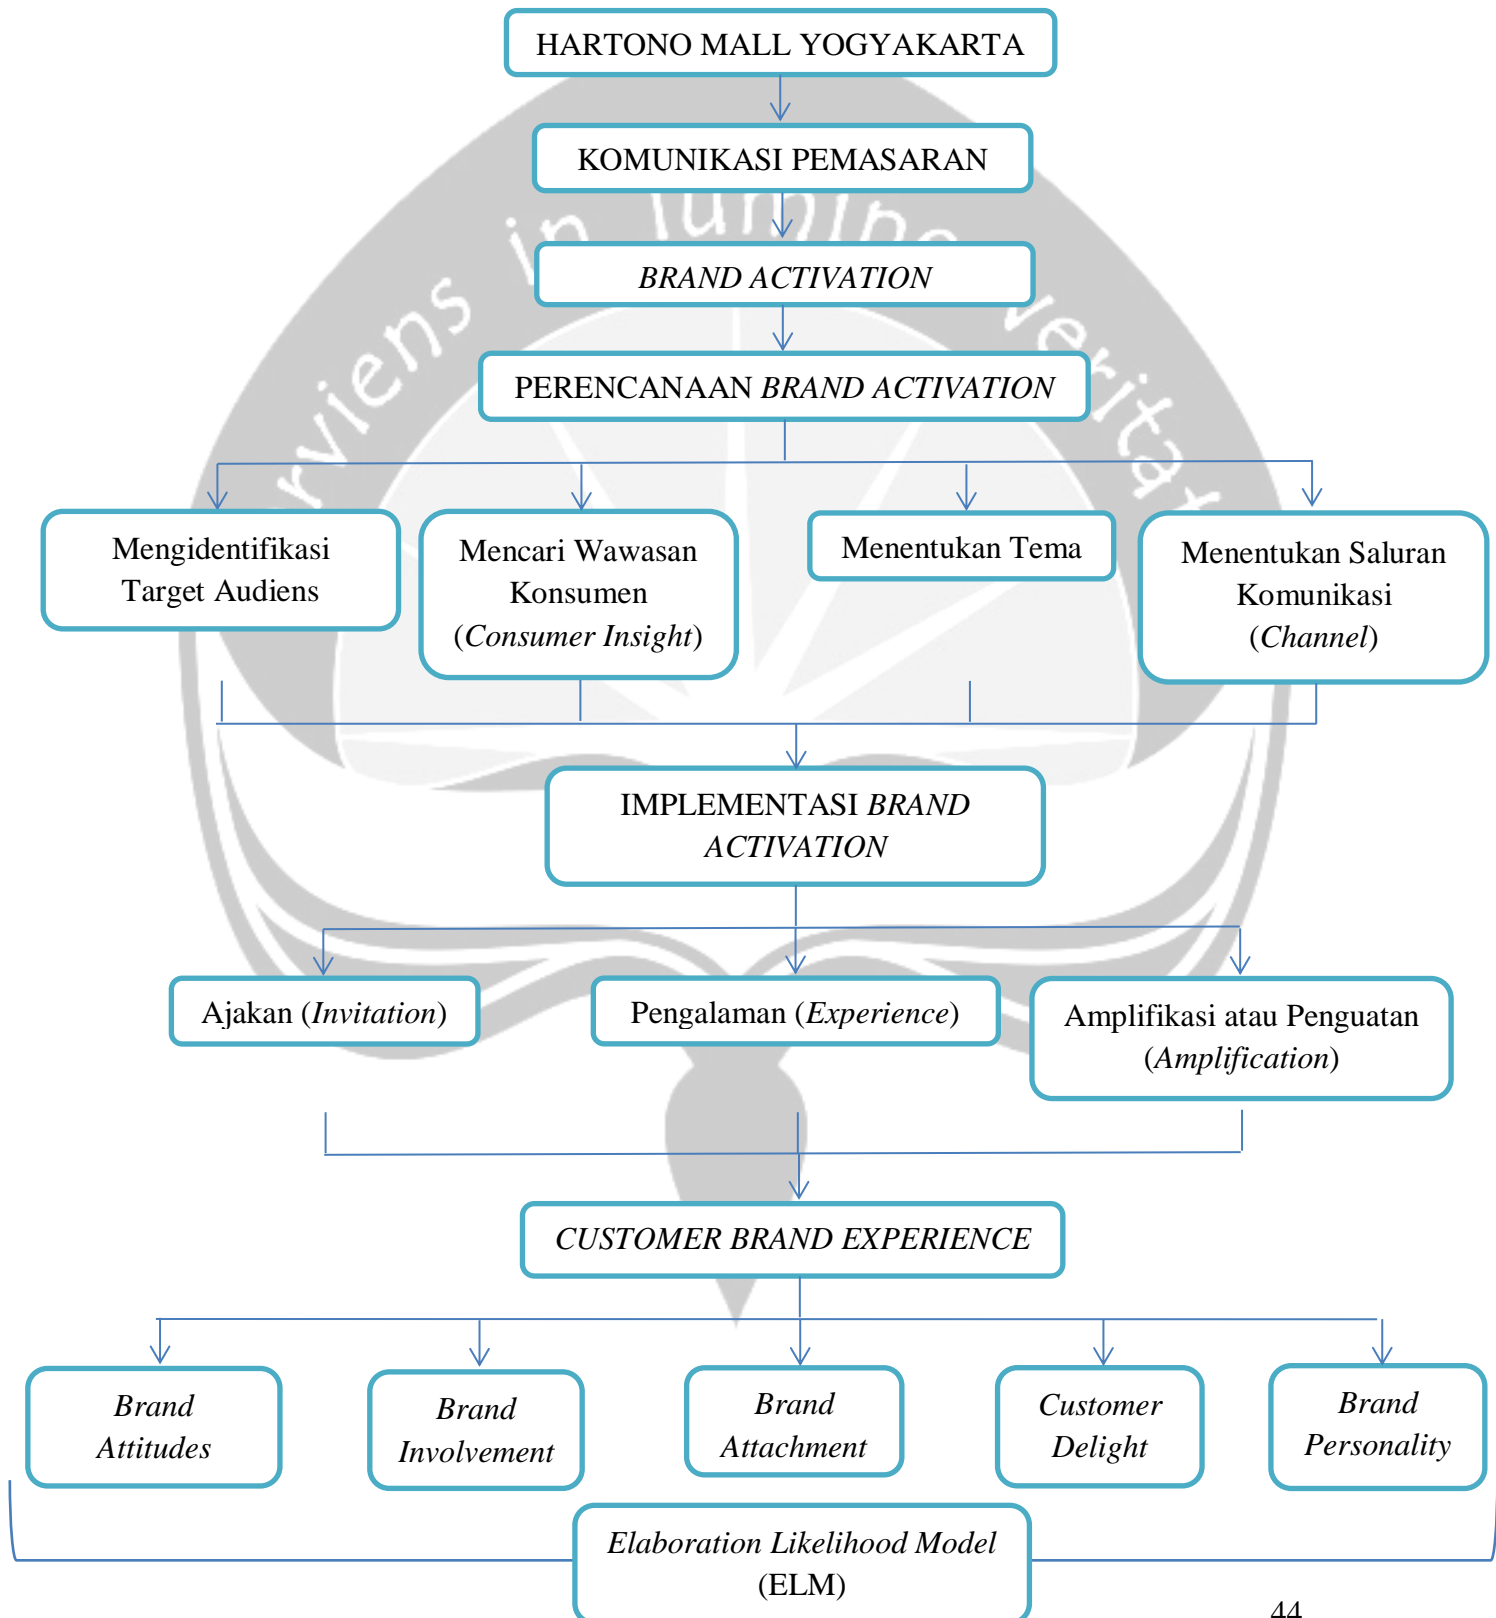 HARTONO MALL YOGYAKARTA
KOMUNIKASI PEMASARAN
BRAND ACTIVATION
PERENCANAAN BRAND ACTIVATION
Mengidentifikasi
Target Audiens
Mencari Wawasan
Konsumen
(Consumer Insight)
Menentukan Tema
Menentukan Saluran
Komunikasi
(Channel)
IMPLEMENTASI BRAND
ACTIVATION
Ajakan (Invitation)
Pengalaman (Experience)
Amplifikasi atau Penguatan
(Amplification)
CUSTOMER BRAND EXPERIENCE
Brand
Attitudes
Brand
Involvement
Brand
Attachment
Customer
Delight
Brand
Personality
Elaboration Likelihood Model
(ELM)
44
in lumine